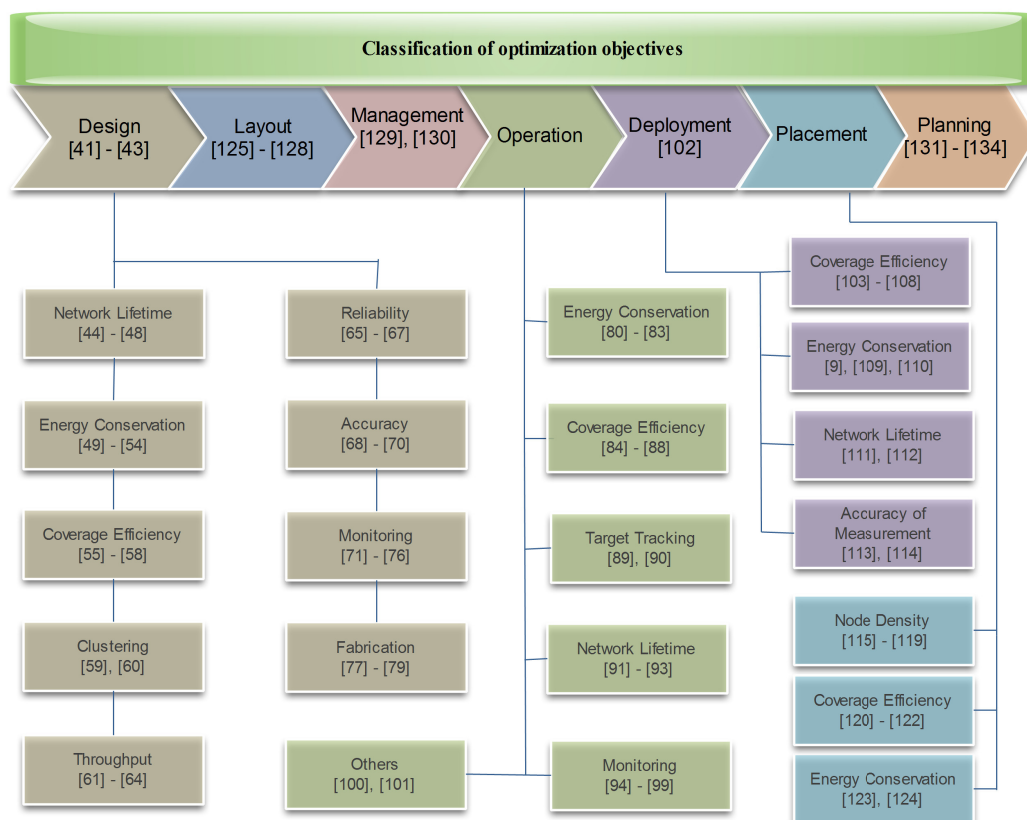 Classification of optimization objectives
Design
[41] - [43]
Layout
[125] - [128]
Management
[129], [130]
Operation
Deployment
[102]
Placement
Planning
[131] - [134]
Network Lifetime
[44] - [48]
Energy Conservation
[49] - [54]
Coverage Efficiency
[55] - [58]
Clustering
[59], [60]
Throughput
[61] - [64]
Reliability
[65] - [67]
Accuracy
[68] - [70]
Monitoring
[71] - [76]
Fabrication
[77] - [79]
Others
[100], [101]
Energy Conservation
[80] - [83]
Coverage Efficiency
[84] - [88]
Target Tracking
[89], [90]
Network Lifetime
[91] - [93]
Monitoring
[94] - [99]
Coverage Efficiency
[103] - [108]
Energy Conservation
[9], [109], [110]
Network Lifetime
[111], [112]
Accuracy of
Measurement
[113], [114]
Node Density
[115] - [119]
Coverage Efficiency
[120] - [122]
Energy Conservation
[123], [124]